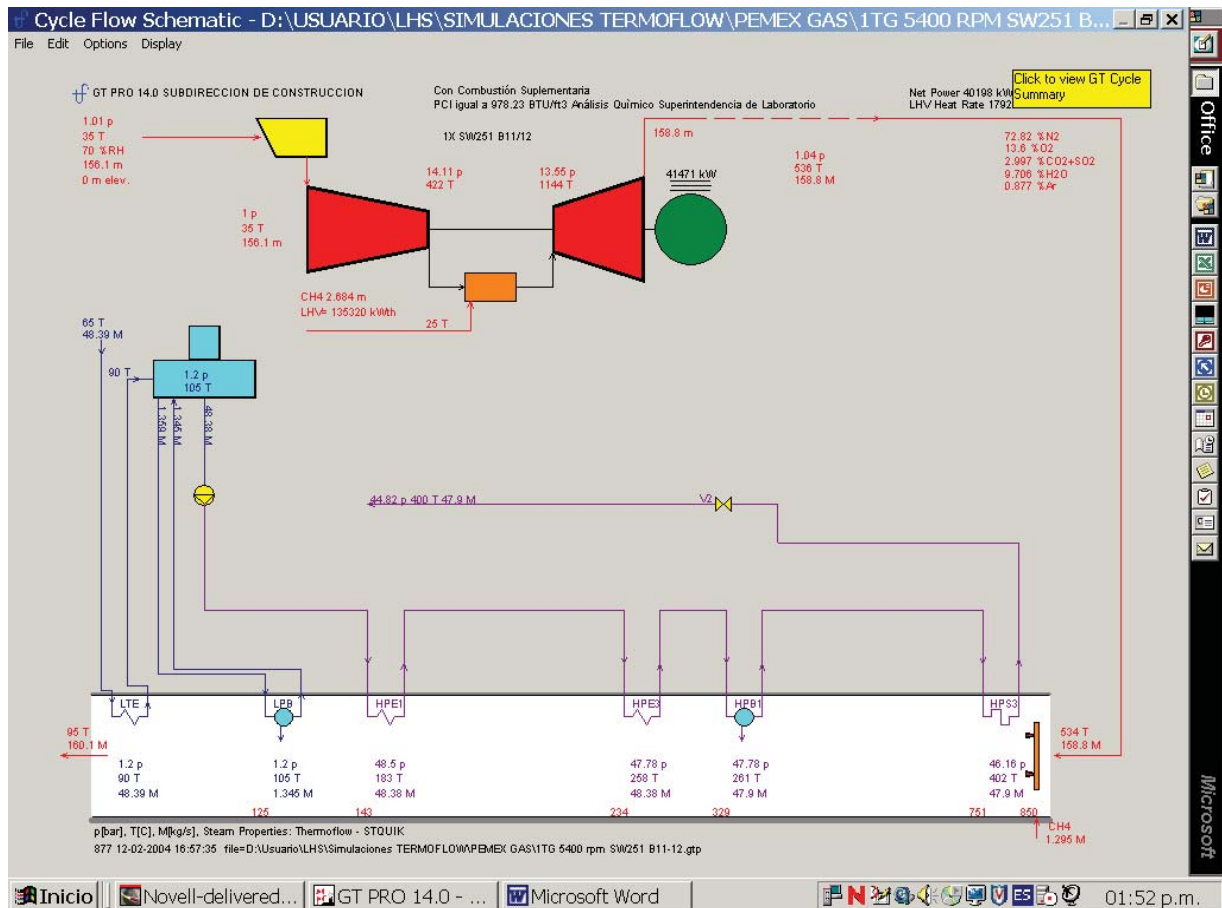 Cycle Flow Schematic - D:\USUARIO\LHS\SIMULACIONES TERMOFLOW\PEMEX GAS\1TG 5400 RPM SW251 B...
File Edit Options Display
GT PRO 14.0 SUBDIRECCION DE CONSTRUCCION
Con Combustión Suplementaria
PCI igual a 978.23 BTU/ft3 Análisis Químico Superintendencia de Laboratorio
1X SW251 B11/12
Net Power 40198 kW
LHV Heat Rate 1792
Click to view GT Cycle
Summary
1.01 p
35 T
70 %RH
156.1 m
0 m elev.
1 p
35 T
156.1 m
14.11 p
422 T
13.55 p
1144 T
158.8 m
41471 kW
1.04 p
536 T
158.8 M
72.82 %N2
13.6 %O2
2.997 %CO2+SO2
9.706 %H2O
0.877 %Ar
CH4 2.684 m
LHV= 135320 kWth
25 T
65 T
48.39 M
90 T
1.2 p
105 T
1.359 M
1.345 M
48.38 M
44.82 p 400 T 47.9 M
V2
LTE
LPB
HPE1
HPE3
HPB1
HPS3
95 T
160.1 M
534 T
158.8 M
1.2 p
90 T
48.39 M
1.2 p
105 T
1.345 M
48.5 p
183 T
48.38 M
47.78 p
258 T
48.38 M
47.78 p
261 T
47.9 M
46.16 p
402 T
47.9 M
125
143
234
329
751
850
CH4
1.295 M
p[bar], T[C], M[kg/s], Steam Properties: Thermoflow - STQUIK
877 12-02-2004 16:57:35 file=D:\Usuario\LHS\Simulaciones TERMOFLOW\PEMEX GAS\1TG 5400 rpm SW251 B11-12.gtp
Office
Microsoft
Inicio
Novell-delivered...
GT PRO 14.0 - ...
Microsoft Word
ES
01:52 p.m.